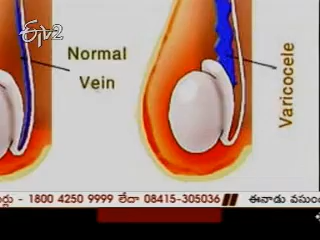 ETV2
Normal
Vein
Varicocele
ర్లు - 1800 4250 9999 లేదా 08415-305036 ఈనాడు వసుం